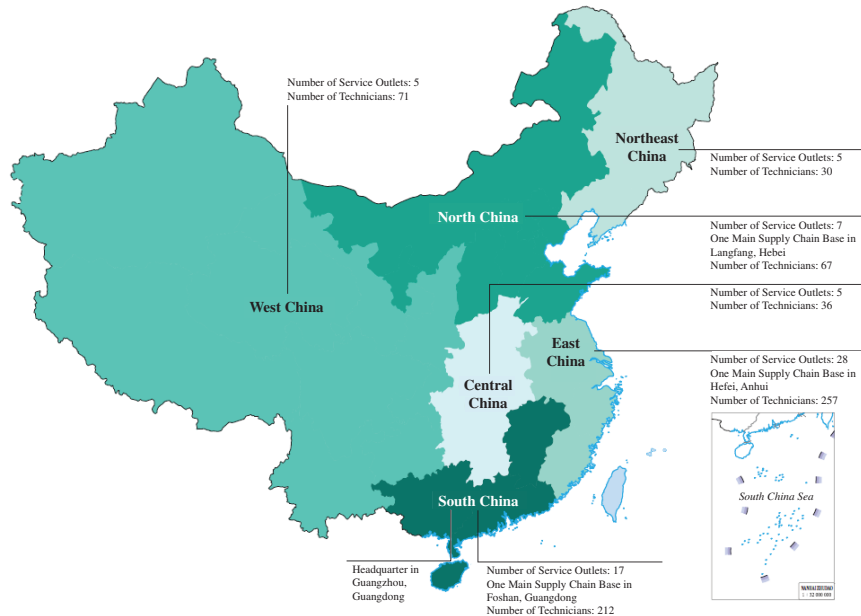 Number of Service Outlets: 5
Number of Technicians: 71
Northeast
China
Number of Service Outlets: 5
Number of Technicians: 30
North China
Number of Service Outlets: 7
One Main Supply Chain Base in
Langfang, Hebei
Number of Technicians: 67
West China
Number of Service Outlets: 5
Number of Technicians: 36
East
China
Number of Service Outlets: 28
One Main Supply Chain Base in
Hefei, Anhui
Number of Technicians: 257
Central
China
South China Sea
South China
Headquarter in
Guangzhou,
Guangdong
Number of Service Outlets: 17
One Main Supply Chain Base in
Foshan, Guangdong
Number of Technicians: 212